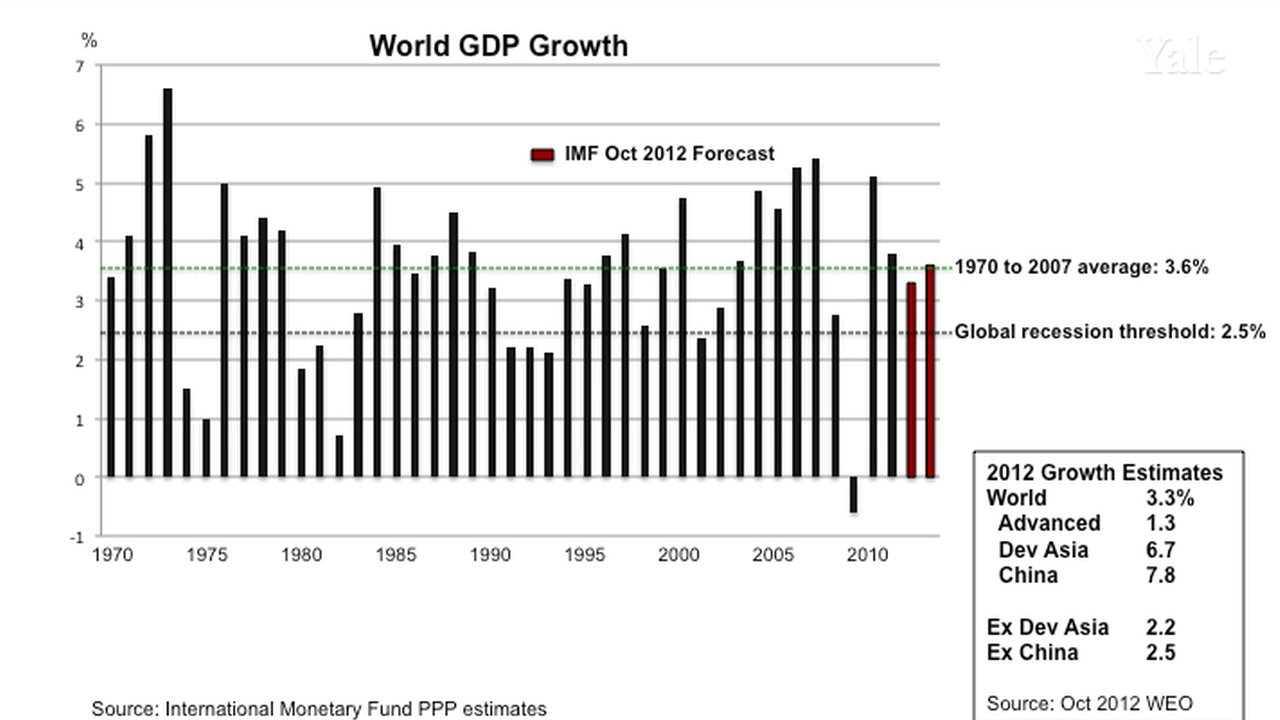 %
World GDP Growth
Yale
7
6
IMF Oct 2012 Forecast
5
4
1970 to 2007 average: 3.6%
3
Global recession threshold: 2.5%
2
1
0
-1
1970 1975 1980 1985 1990 1995 2000 2005 2010
2012 Growth Estimates
World 3.3%
Advanced 1.3
Dev Asia 6.7
China 7.8
Ex Dev Asia 2.2
Ex China 2.5
Source: Oct 2012 WEO
Source: International Monetary Fund PPP estimates